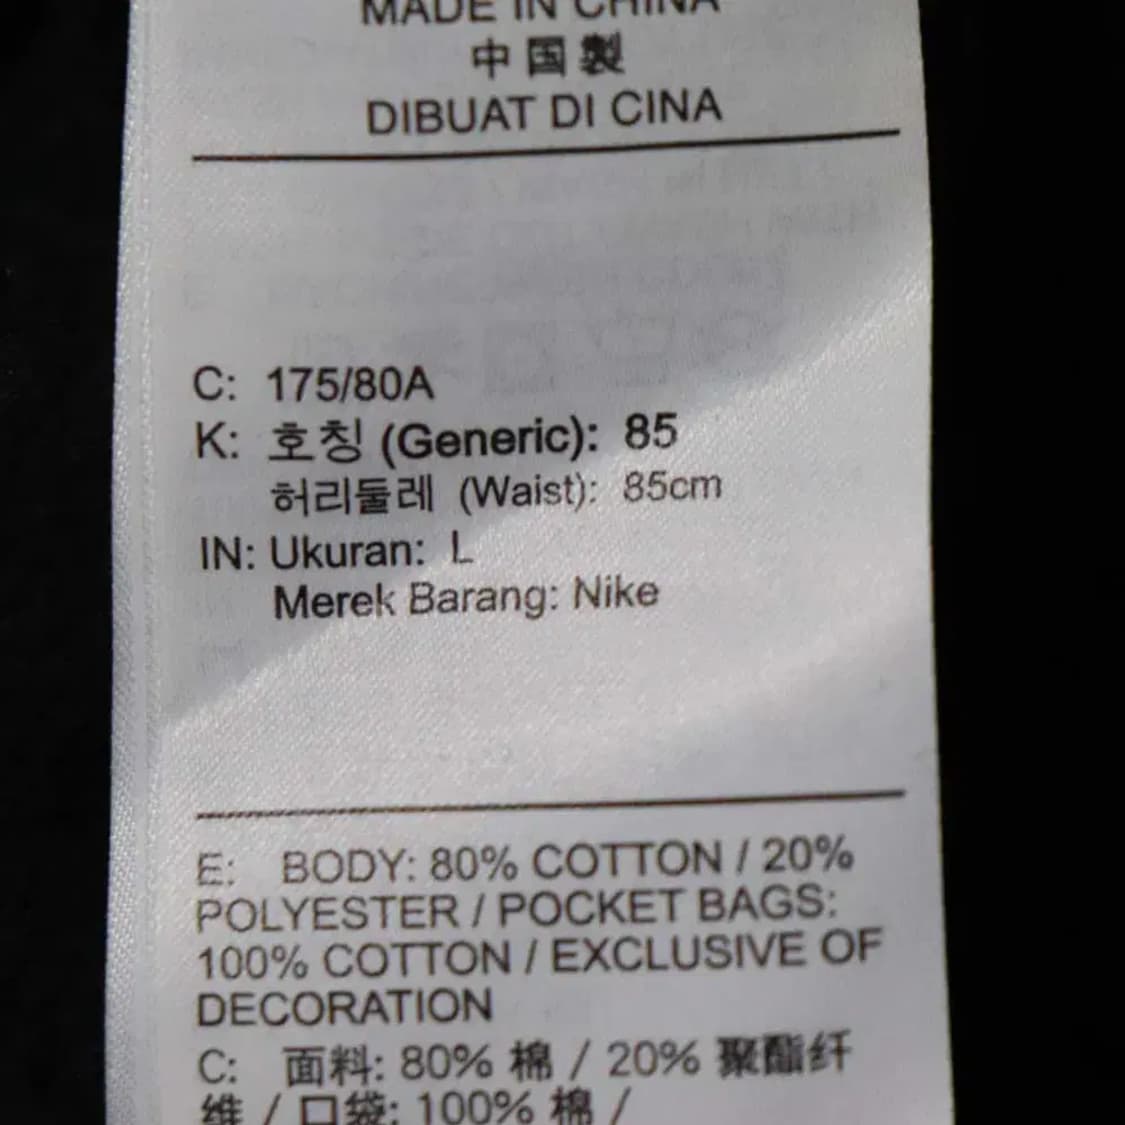 MADE IN CHINA
中国製
DIBUAT DI CINA
C: 175/80A
K: 호칭 (Generic): 85
허리둘레 (Waist): 85cm
IN: Ukuran: L
Merek Barang: Nike
E: BODY: 80% COTTON / 20%
POLYESTER / POCKET BAGS:
100% COTTON / EXCLUSIVE OF
DECORATION
C: 面料: 80% 棉 / 20% 聚酯纤
维 / 口袋: 100% 棉 /